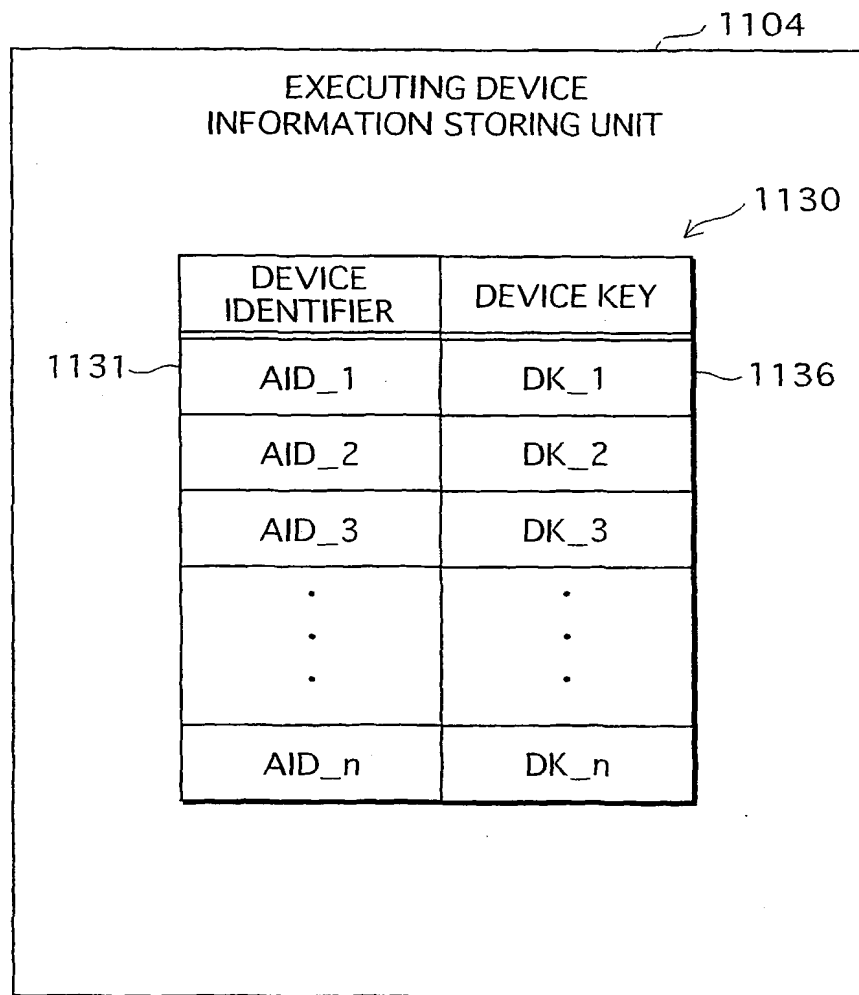 1104
EXECUTING DEVICE
INFORMATION STORING UNIT
1130
DEVICE IDENTIFIER DEVICE KEY
1131 AID_1 DK_1 1136
AID_2 DK_2
AID_3 DK_3
AID_n DK_n